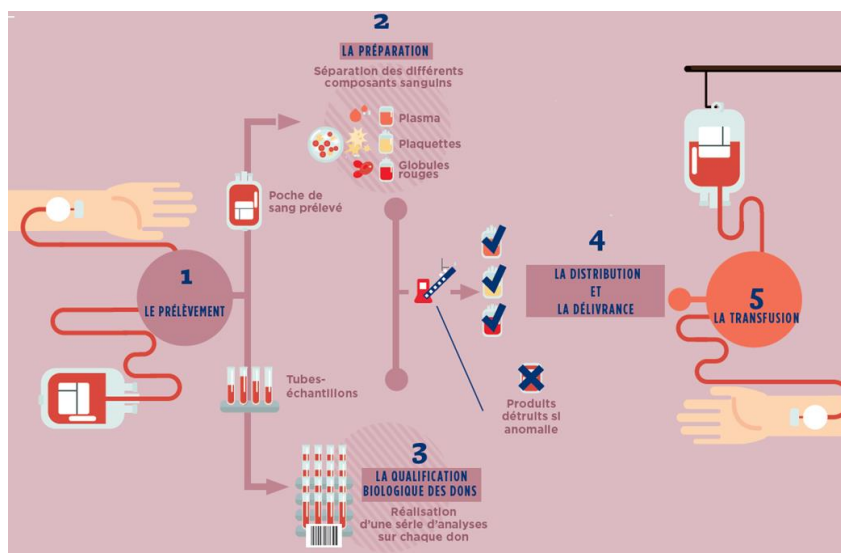 2
LA PRÉPARATION
Séparation des différents
composants sanguins
Plasma
Plaquettes
Globules
rouges
Poche de
sang prélevé
1
LE PRÉLÈVEMENT
Tubes-
échantillons
3
LA QUALIFICATION
BIOLOGIQUE DES DONS
Réalisation
d'une série d'analyses
sur chaque don
Produits
détruits si
anomalie
4
LA DISTRIBUTION
ET
LA DÉLIVRANCE
5
LA TRANSFUSION